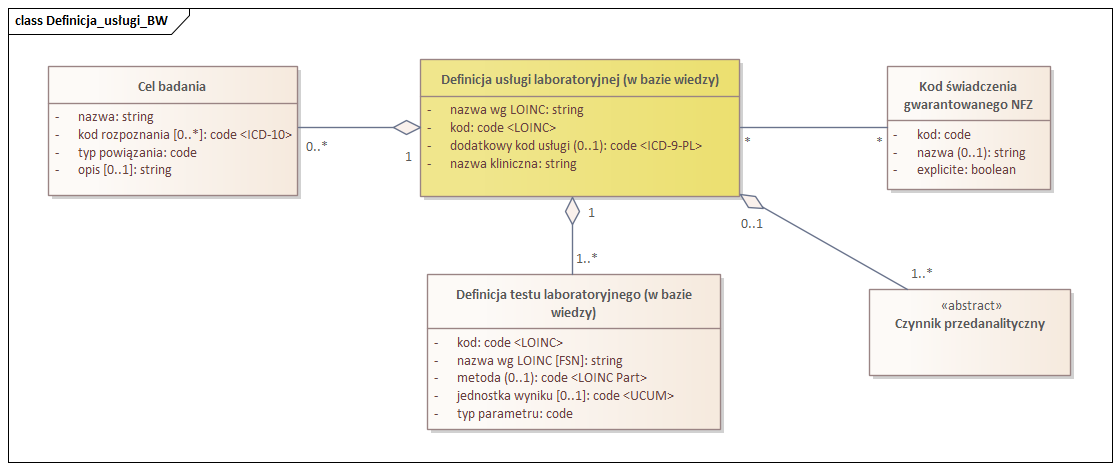 class Definicja_usługi_BW
Cel badania
- nazwa: string
- kod rozpoznania [0..*]: code <ICD-10>
- typ powiązania: code
- opis [0..1]: string
0..*
1
Definicja usługi laboratoryjnej (w bazie wiedzy)
- nazwa wg LOINC: string
- kod: code <LOINC>
- dodatkowy kod usługi (0..1): code <ICD-9-PL>
- nazwa kliniczna: string
*
*
Kod świadczenia
gwarantowanego NFZ
- kod: code
- nazwa (0..1): string
- explicite: boolean
1
1..*
0..1
1..*
Definicja testu laboratoryjnego (w bazie
wiedzy)
- kod: code <LOINC>
- nazwa wg LOINC [FSN]: string
- metoda (0..1): code <LOINC Part>
- jednostka wyniku [0..1]: code <UCUM>
- typ parametru: code
«abstract»
Czynnik przedanalityczny